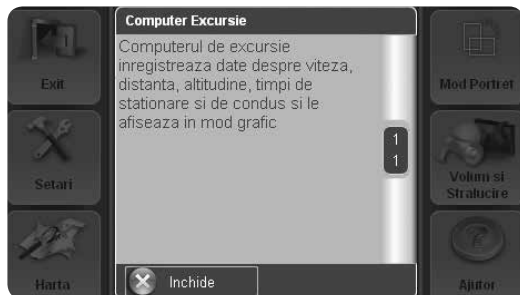 Computer Excursie
Computerul de excursie
inregistreaza date despre viteza,
distanta, altitudine, timpi de
stationare si de condus si le
afiseaza in mod grafic
1
1
Exit
Mod Portret
Setari
Volum si
Stralucire
Harta
Inchide
Ajutor